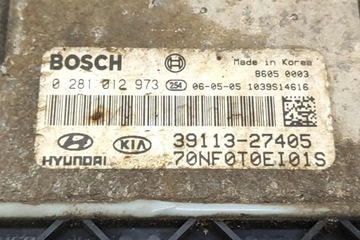 BOSCH Made in Korea
8605 0003
0 281 012 973 254 06-05-05 1039S14616
HYUNDAI KIA 39113-27405
70NF0T0EI01S